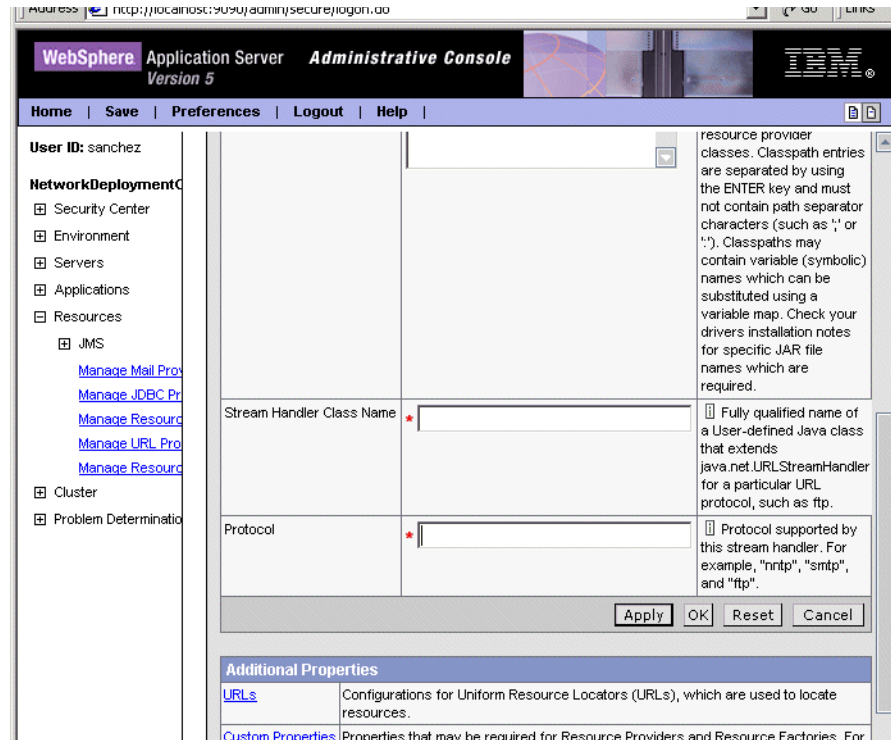 Address http://localhost:9090/admin/secure/logon.do Go Links
WebSphere Application Server Administrative Console
Version 5
IBM®
Home | Save | Preferences | Logout | Help |
User ID: sanchez
NetworkDeploymentC
Security Center
Environment
Servers
Applications
Resources
JMS
Manage Mail Prov
Manage JDBC Pr
Manage Resourc
Manage URL Pro
Manage Resourc
Cluster
Problem Determinatio
resource provider
classes. Classpath entries
are separated by using
the ENTER key and must
not contain path separator
characters (such as ';' or
':'). Classpaths may
contain variable (symbolic)
names which can be
substituted using a
variable map. Check your
drivers installation notes
for specific JAR file
names which are
required.
Stream Handler Class Name *
i Fully qualified name of
a User-defined Java class
that extends
java.net.URLStreamHandler
for a particular URL
protocol, such as ftp.
Protocol *
i Protocol supported by
this stream handler. For
example, "nntp", "smtp",
and "ftp".
Apply OK Reset Cancel
Additional Properties
URLs Configurations for Uniform Resource Locators (URLs), which are used to locate
resources.
Custom Properties Properties that may be required for Resource Providers and Resource Factories. For